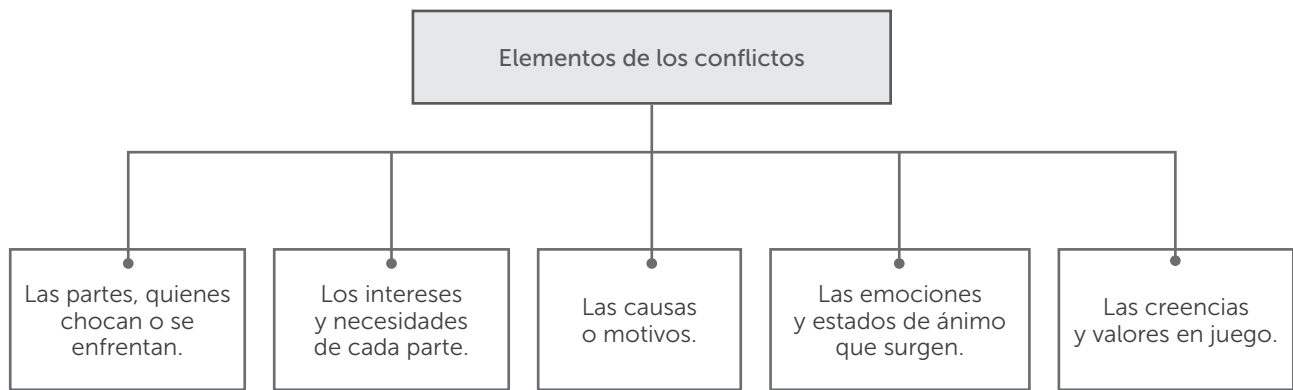 Elementos de los conflictos
Las partes, quienes
chocan o se
enfrentan.
Los intereses
y necesidades
de cada parte.
Las causas
o motivos.
Las emociones
y estados de ánimo
que surgen.
Las creencias
y valores en juego.